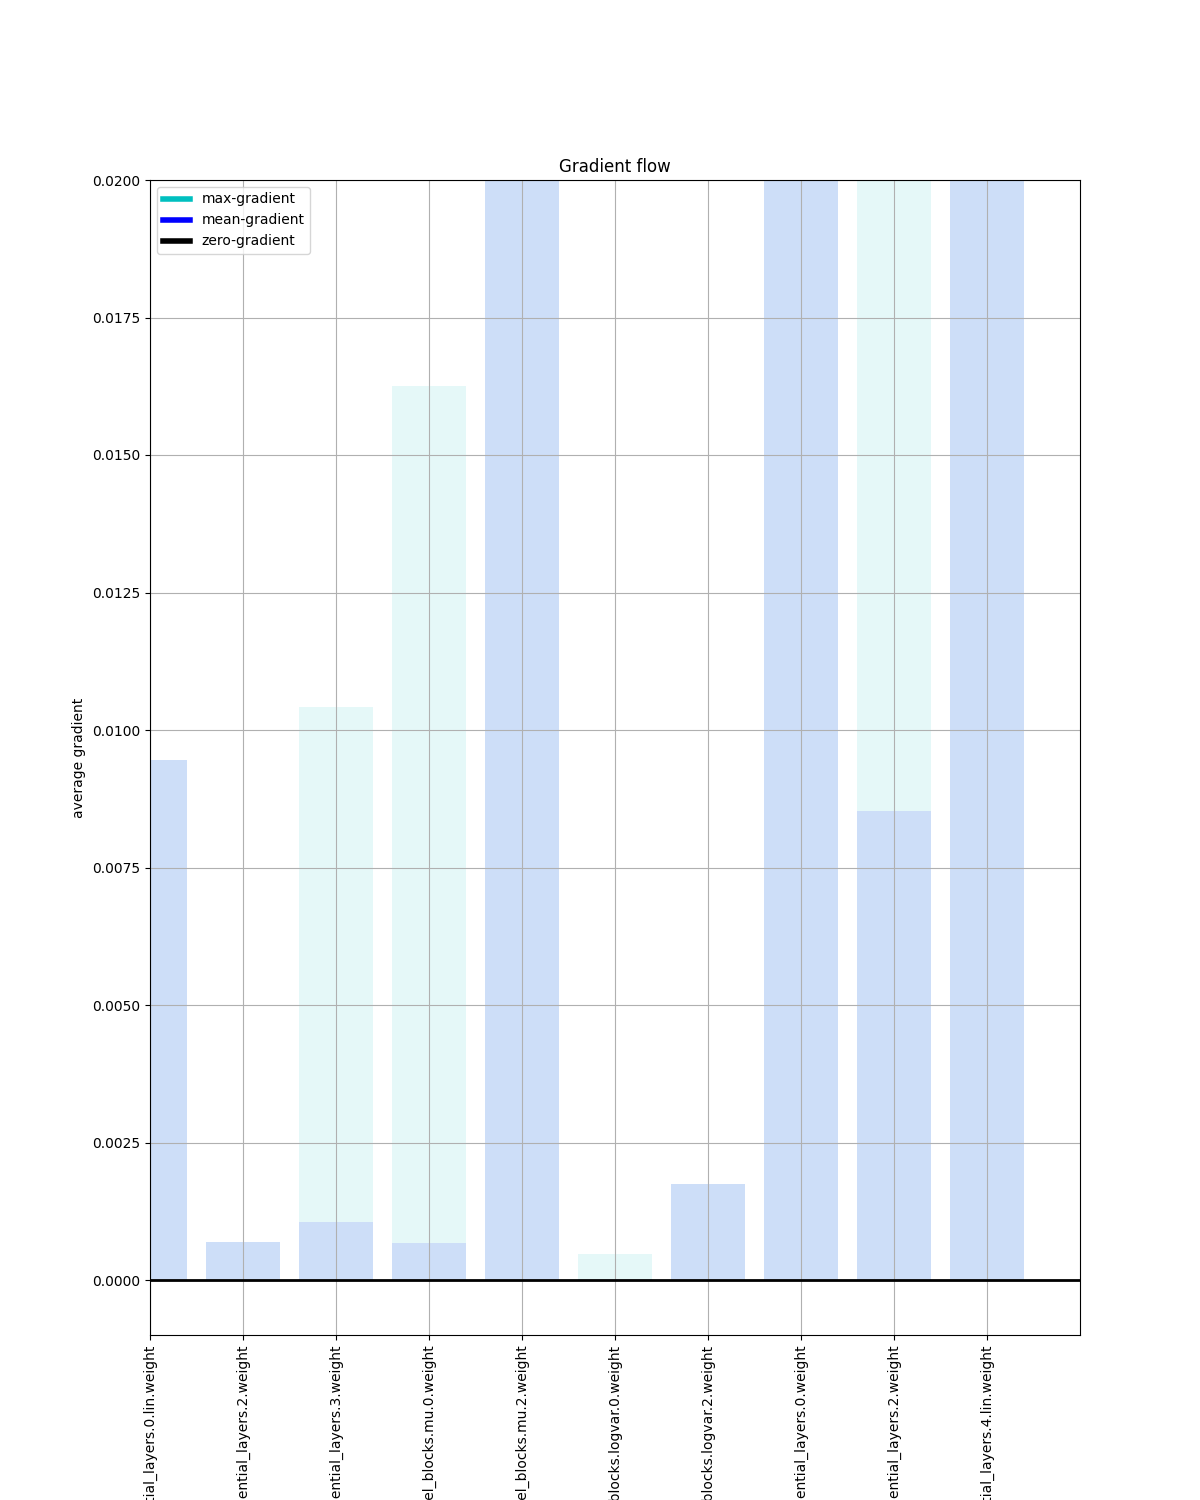 Gradient flow
max-gradient
mean-gradient
zero-gradient
0.0200
0.0175
0.0150
0.0125
0.0100
0.0075
0.0050
0.0025
0.0000
average gradient
tial_layers.0.lin.weight
ential_layers.2.weight
ential_layers.3.weight
el_blocks.mu.0.weight
el_blocks.mu.2.weight
blocks.logvar.0.weight
blocks.logvar.2.weight
ential_layers.0.weight
ential_layers.2.weight
tial_layers.4.lin.weight